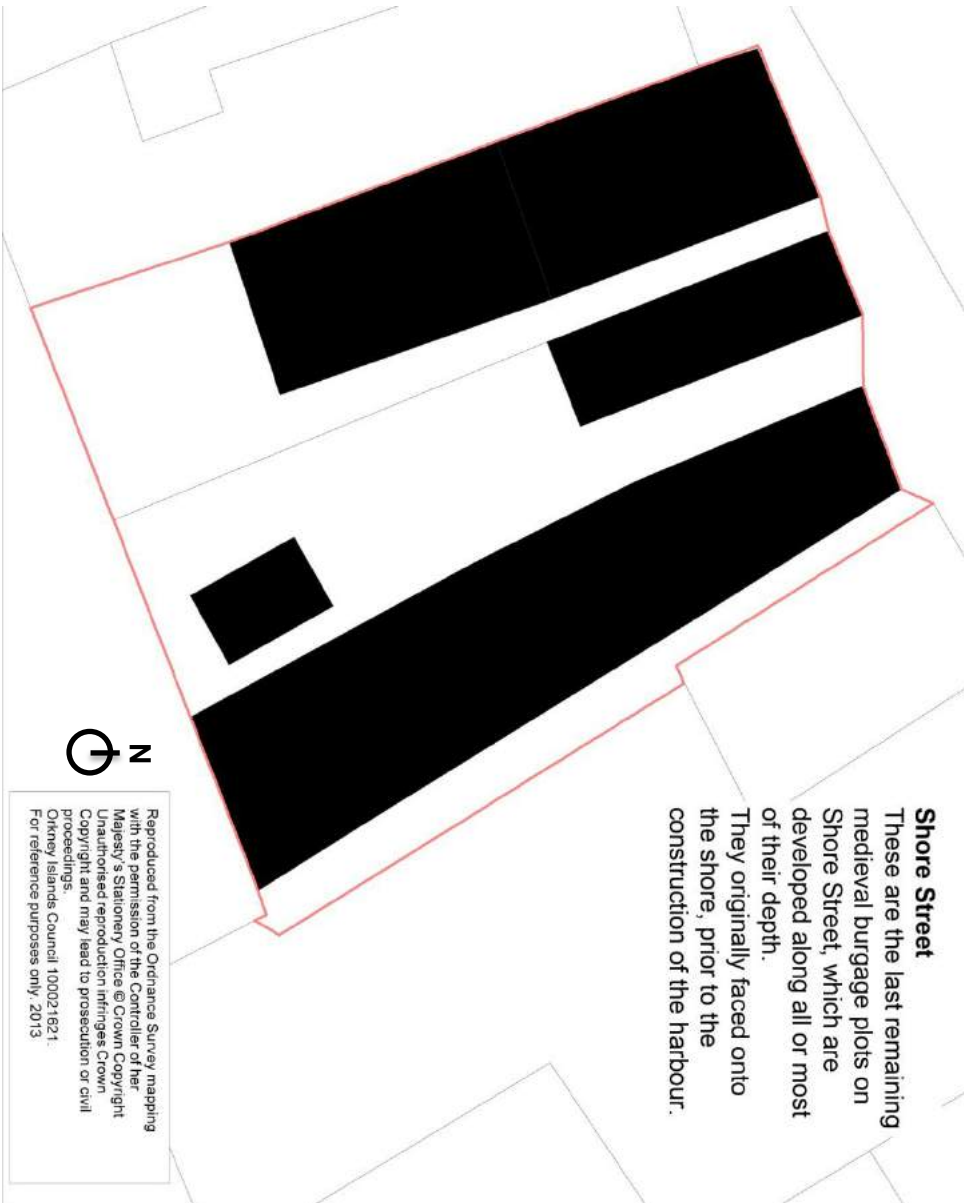 Shore Street
These are the last remaining
medieval burgage plots on
Shore Street, which are
developed along all or most
of their depth.
They originally faced onto
the shore, prior to the
construction of the harbour.
N
Reproduced from the Ordnance Survey mapping
with the permission of the Controller of her
Majesty's Stationery Office © Crown Copyright
Unauthorised reproduction infringes Crown
Copyright and may lead to prosecution or civil
proceedings.
Orkney Islands Council 100021621.
For reference purposes only. 2013